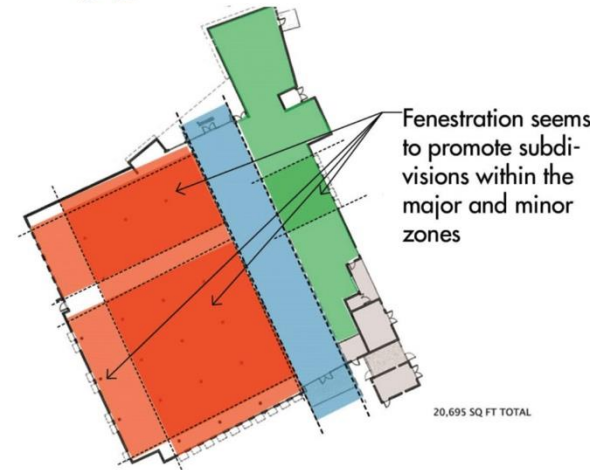 Fenestration seems
to promote subdi-
visions within the
major and minor
zones
20,695 SQ FT TOTAL